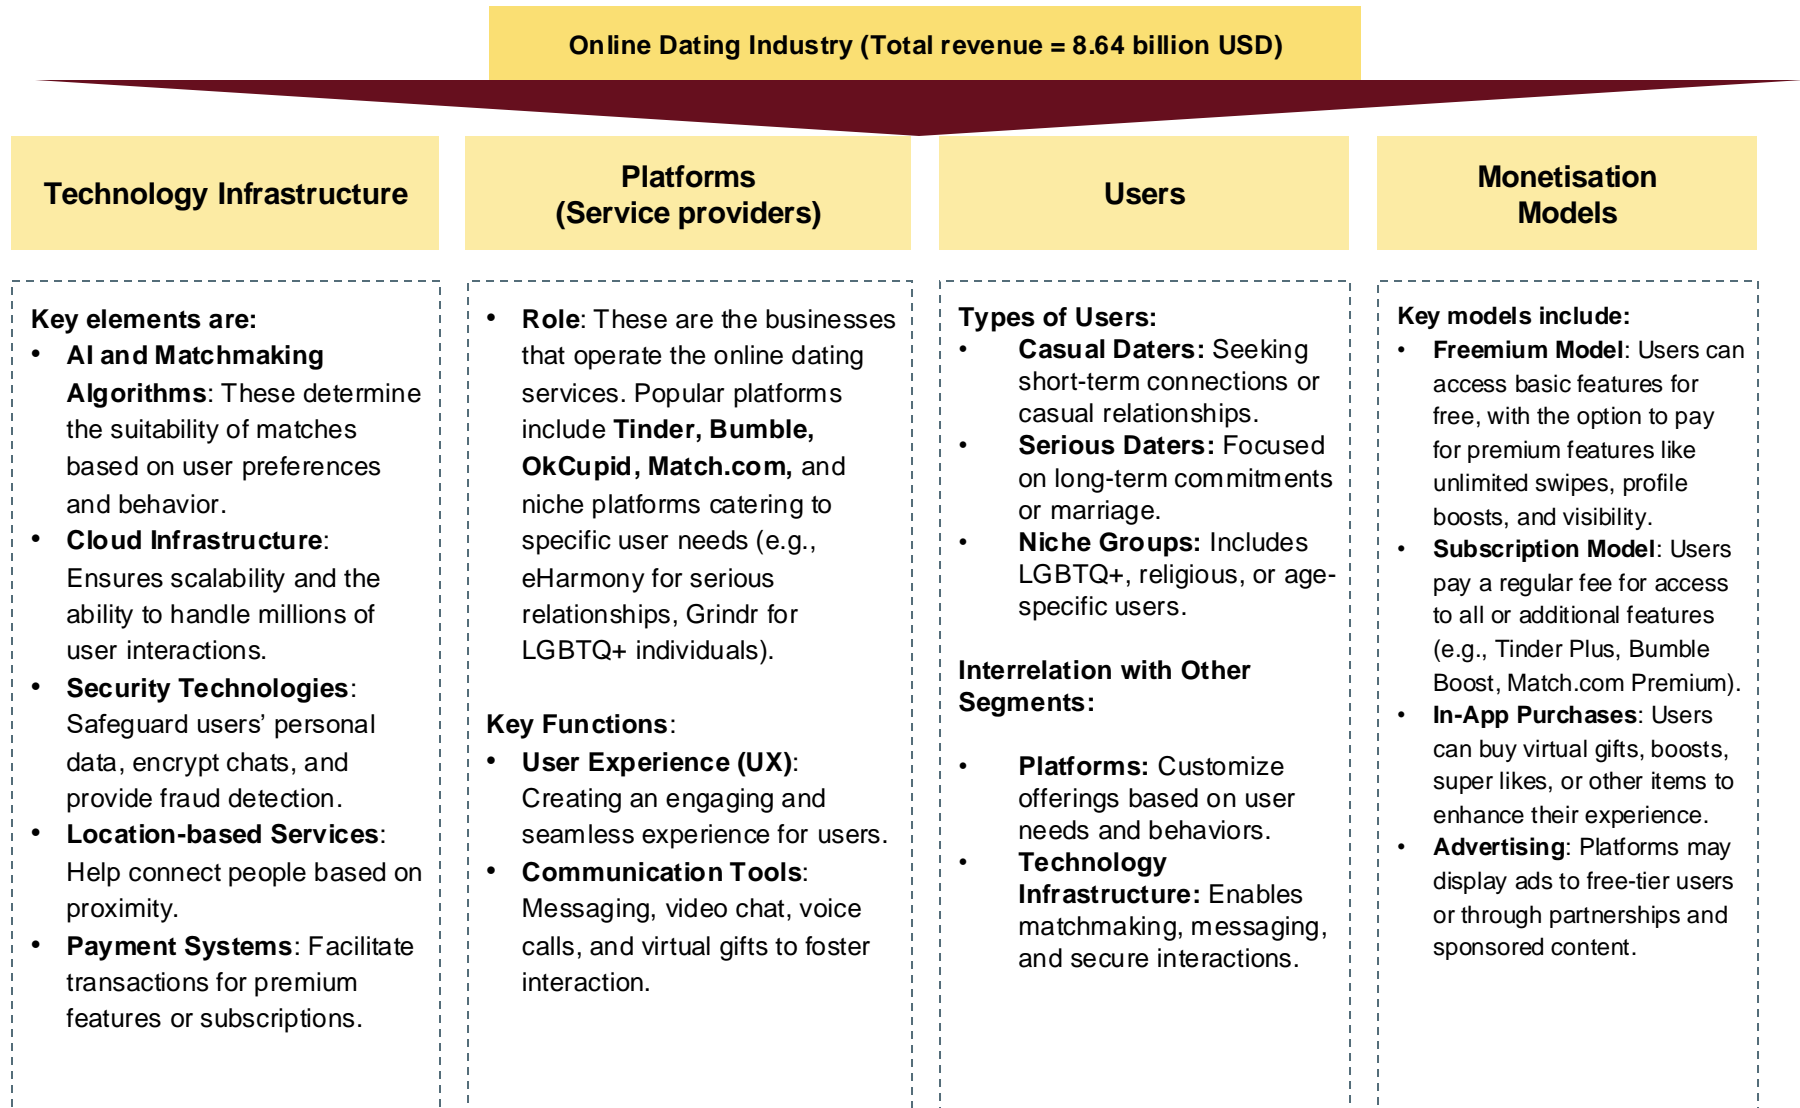 Online Dating Industry (Total revenue = 8.64 billion USD)
Technology Infrastructure
Key elements are:
• AI and Matchmaking
Algorithms: These determine
the suitability of matches
based on user preferences
and behavior.
• Cloud Infrastructure:
Ensures scalability and the
ability to handle millions of
user interactions.
• Security Technologies:
Safeguard users’ personal
data, encrypt chats, and
provide fraud detection.
• Location-based Services:
Help connect people based on
proximity.
• Payment Systems: Facilitate
transactions for premium
features or subscriptions.
Platforms
(Service providers)
• Role: These are the businesses
that operate the online dating
services. Popular platforms
include Tinder, Bumble,
OkCupid, Match.com, and
niche platforms catering to
specific user needs (e.g.,
eHarmony for serious
relationships, Grindr for
LGBTQ+ individuals).
Key Functions:
• User Experience (UX):
Creating an engaging and
seamless experience for users.
• Communication Tools:
Messaging, video chat, voice
calls, and virtual gifts to foster
interaction.
Users
Types of Users:
• Casual Daters: Seeking
short-term connections or
casual relationships.
• Serious Daters: Focused
on long-term commitments
or marriage.
• Niche Groups: Includes
LGBTQ+, religious, or age-
specific users.
Interrelation with Other
Segments:
• Platforms: Customize
offerings based on user
needs and behaviors.
• Technology
Infrastructure: Enables
matchmaking, messaging,
and secure interactions.
Monetisation
Models
Key models include:
• Freemium Model: Users can
access basic features for
free, with the option to pay
for premium features like
unlimited swipes, profile
boosts, and visibility.
• Subscription Model: Users
pay a regular fee for access
to all or additional features
(e.g., Tinder Plus, Bumble
Boost, Match.com Premium).
• In-App Purchases: Users
can buy virtual gifts, boosts,
super likes, or other items to
enhance their experience.
• Advertising: Platforms may
display ads to free-tier users
or through partnerships and
sponsored content.